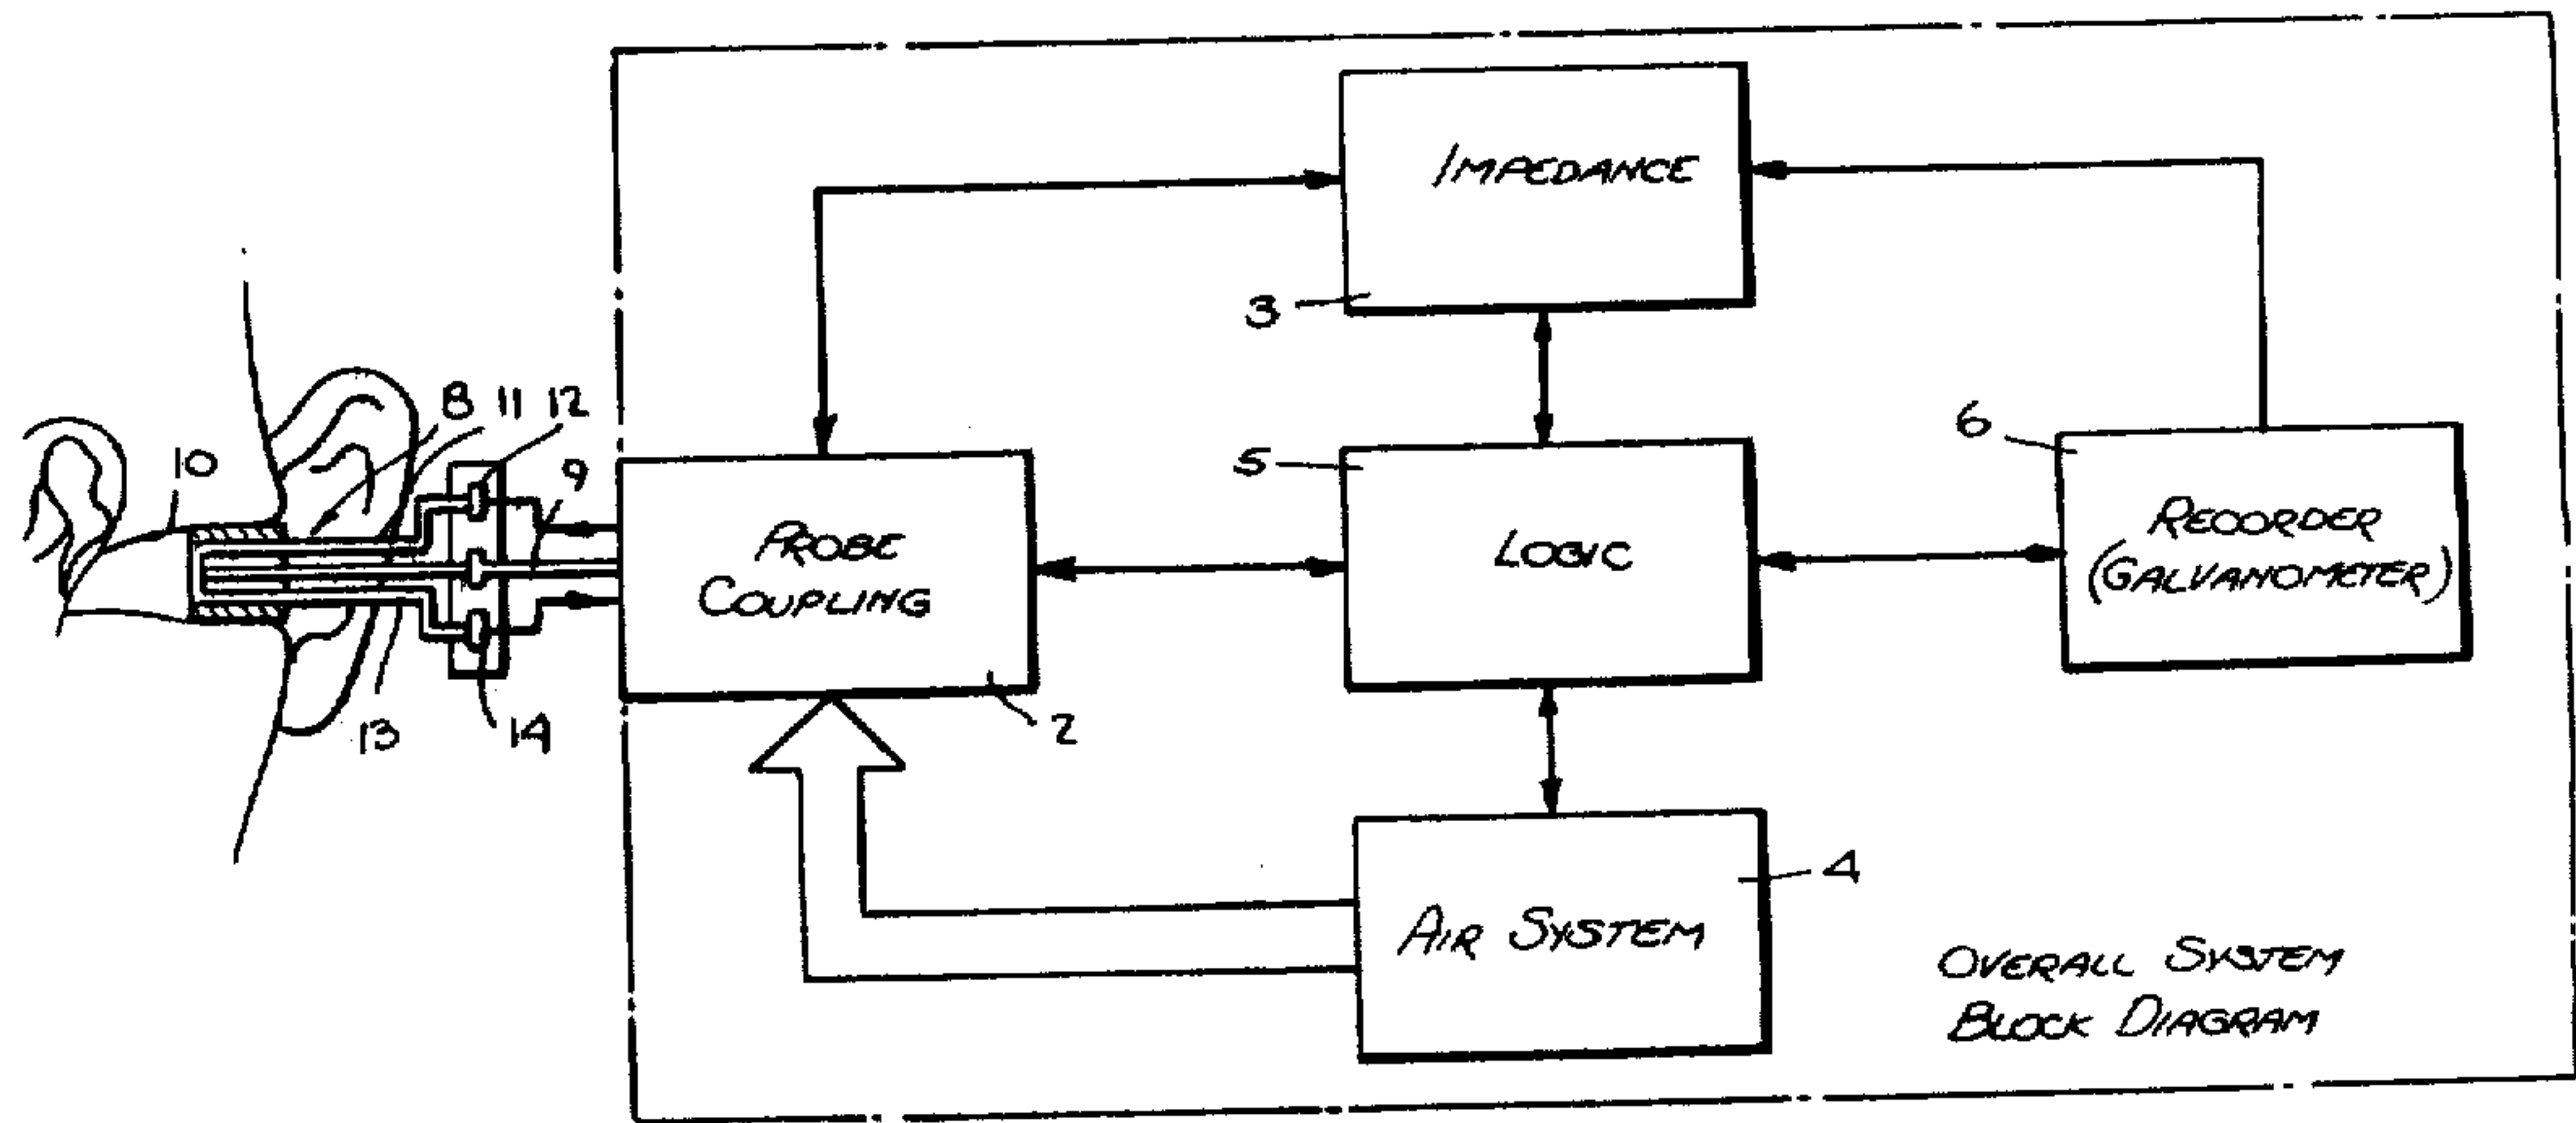 IMPEDANCE
3
8 11 12
10
9
5
6
PROBE
COUPLING
LOGIC
RECORDER
(GALVANOMETER)
13
14
2
4
AIR SYSTEM
OVERALL SYSTEM
BLOCK DIAGRAM